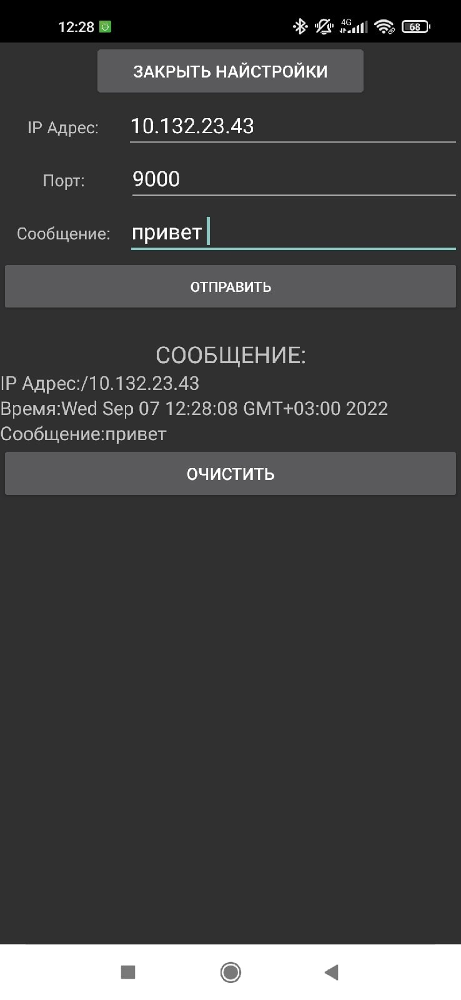 12:28
4G
68
ЗАКРЫТЬ НАЙСТРОЙКИ
IP Адрес: 10.132.23.43
Порт: 9000
Сообщение: привет
ОТПРАВИТЬ
СООБЩЕНИЕ:
IP Адрес:/10.132.23.43
Время:Wed Sep 07 12:28:08 GMT+03:00 2022
Сообщение:привет
ОЧИСТИТЬ